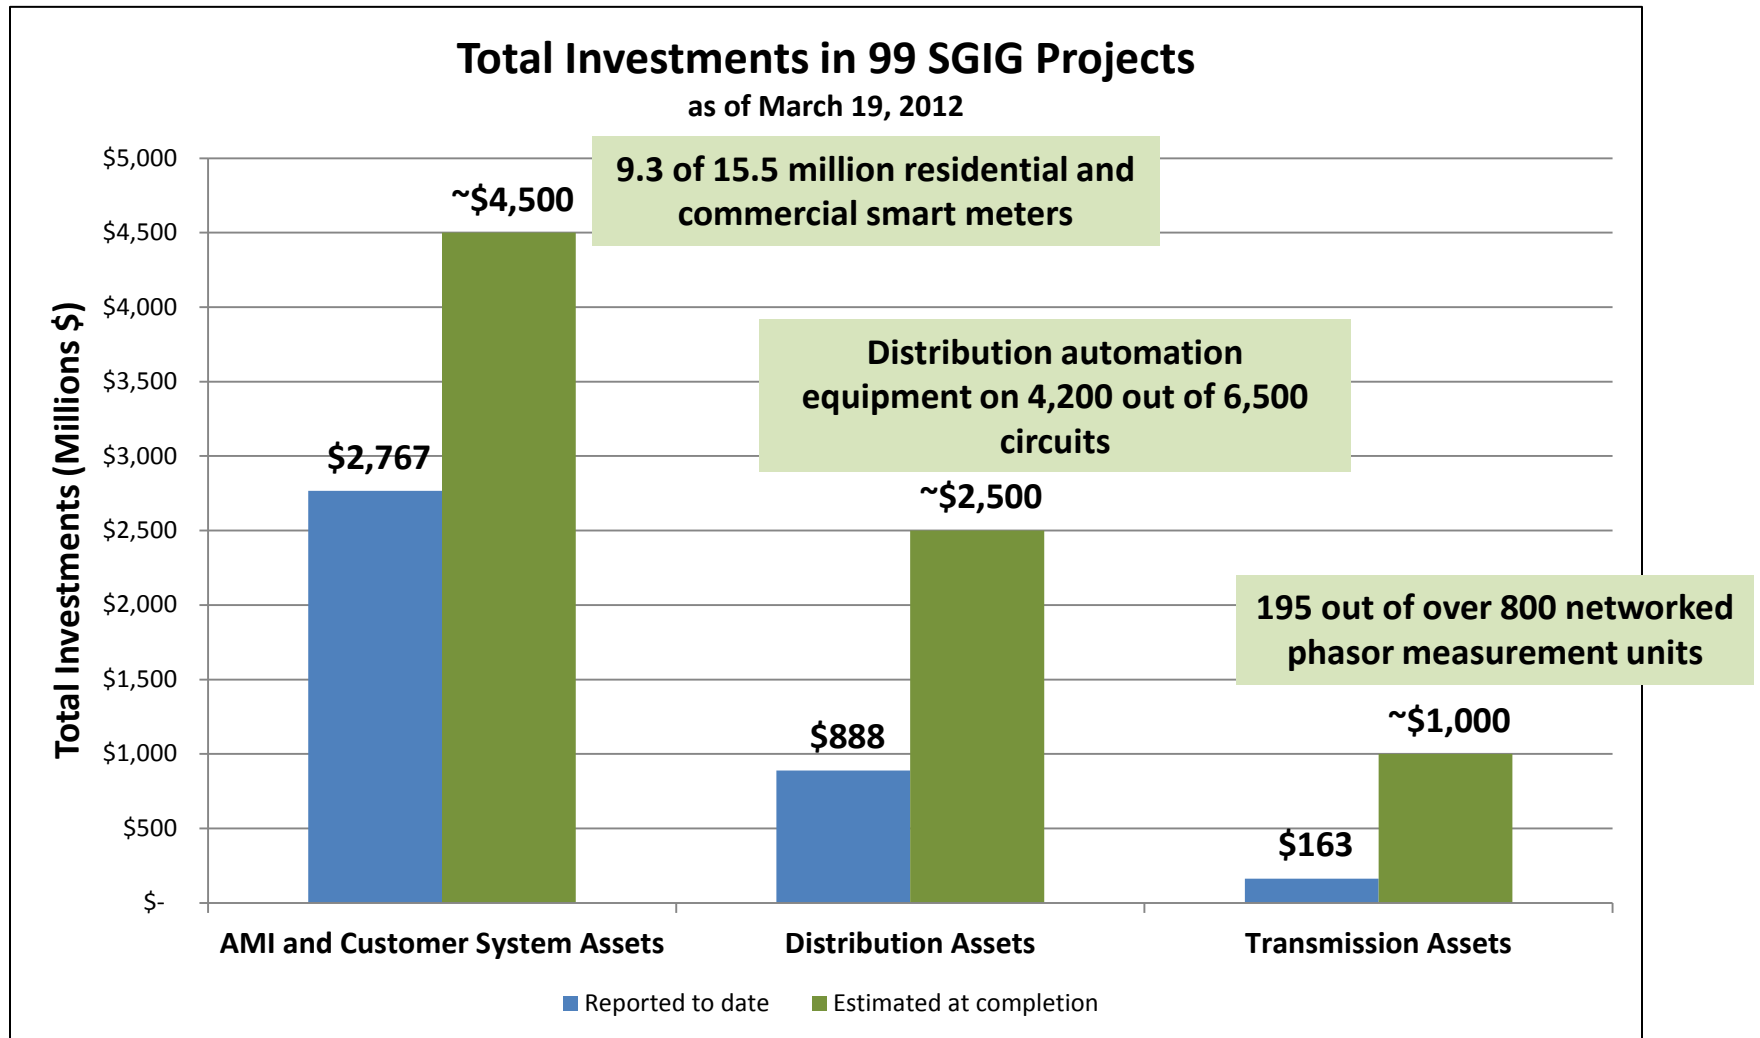 Total Investments in 99 SGIG Projects
as of March 19, 2012
Total Investments (Millions $)
$5,000
$4,500
$4,000
$3,500
$3,000
$2,500
$2,000
$1,500
$1,000
$500
$-
~$4,500
9.3 of 15.5 million residential and
commercial smart meters
$2,767
Distribution automation
equipment on 4,200 out of 6,500
circuits
~$2,500
$888
195 out of over 800 networked
phasor measurement units
~$1,000
$163
AMI and Customer System Assets
Distribution Assets
Transmission Assets
Reported to date
Estimated at completion